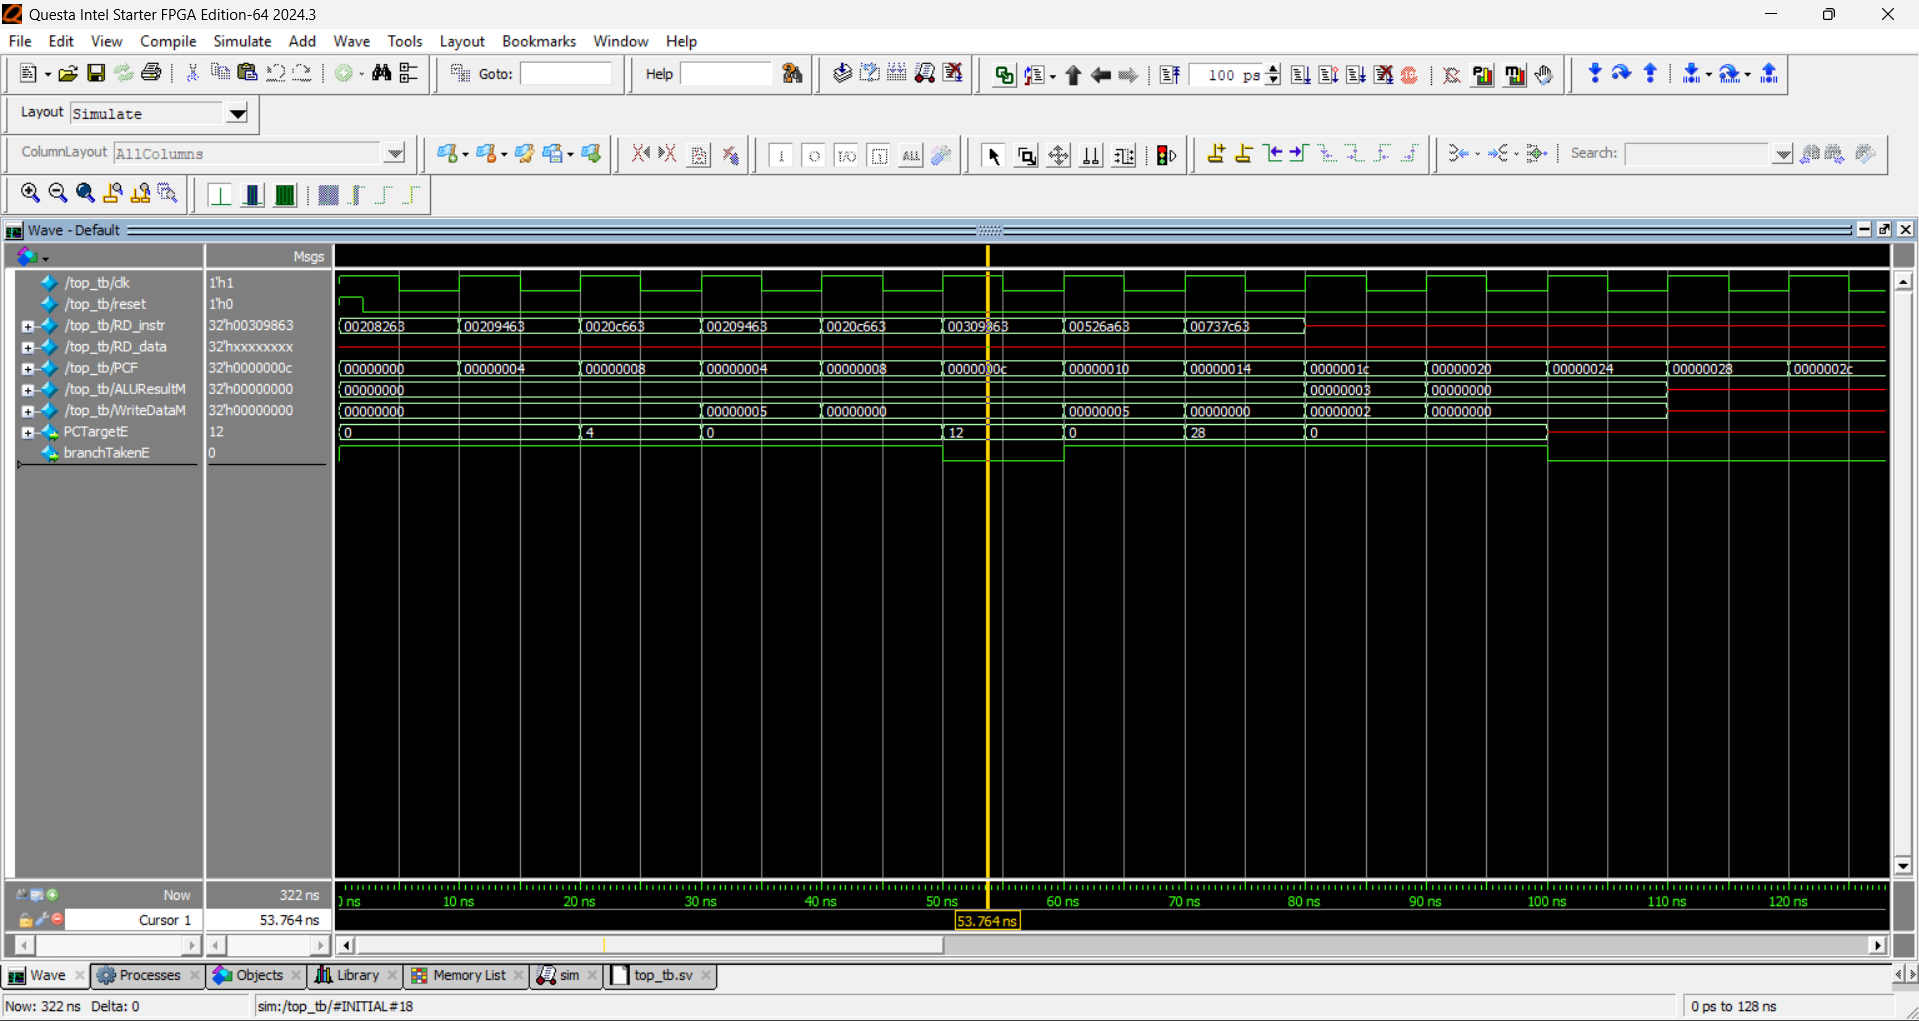 Questa Intel Starter FPGA Edition-64 2024.3
File Edit View Compile Simulate Add Wave Tools Layout Bookmarks Window Help
Goto: Help 100 ps
Layout Simulate
ColumnLayout AllColumns Search:
Wave - Default
Msgs
/top_tb/clk 1'h1
/top_tb/reset 1'h0
/top_tb/RD_instr 32'h00309863 00208263 00209463 0020c663 00209463 0020c663 00309863 00526a63 00737c63
/top_tb/RD_data 32'hxxxxxxxx
/top_tb/PCF 32'h0000000c 00000000 00000004 00000008 00000004 00000008 0000000c 00000010 00000014 0000001c 00000020 00000024 00000028 0000002c
/top_tb/ALUResultM 32'h00000000 00000000 00000003 00000000
/top_tb/WriteDataM 32'h00000000 00000000 00000005 00000000 00000005 00000000 00000002 00000000
PCTargetE 12 0 4 0 12 0 28 0
branchTakenE 0
Now 322 ns 0 ns 10 ns 20 ns 30 ns 40 ns 50 ns 60 ns 70 ns 80 ns 90 ns 100 ns 110 ns 120 ns
Cursor 1 53.764 ns 53.764 ns
Wave Processes Objects Library Memory List sim top_tb.sv
Now: 322 ns Delta: 0 sim:/top_tb/#INITIAL#18 0 ps to 128 ns